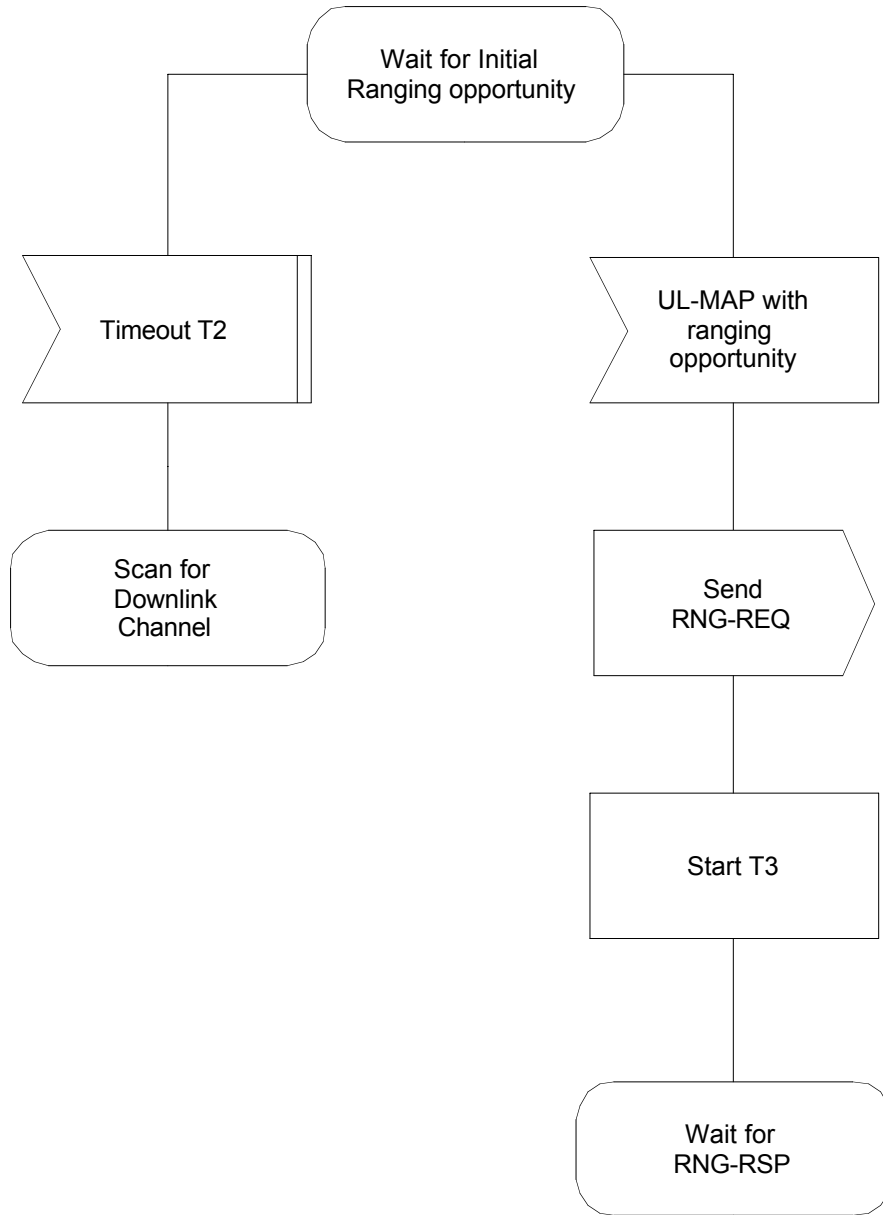 Wait for Initial
Ranging opportunity
Timeout T2
UL-MAP with
ranging
opportunity
Scan for
Downlink
Channel
Send
RNG-REQ
Start T3
Wait for
RNG-RSP